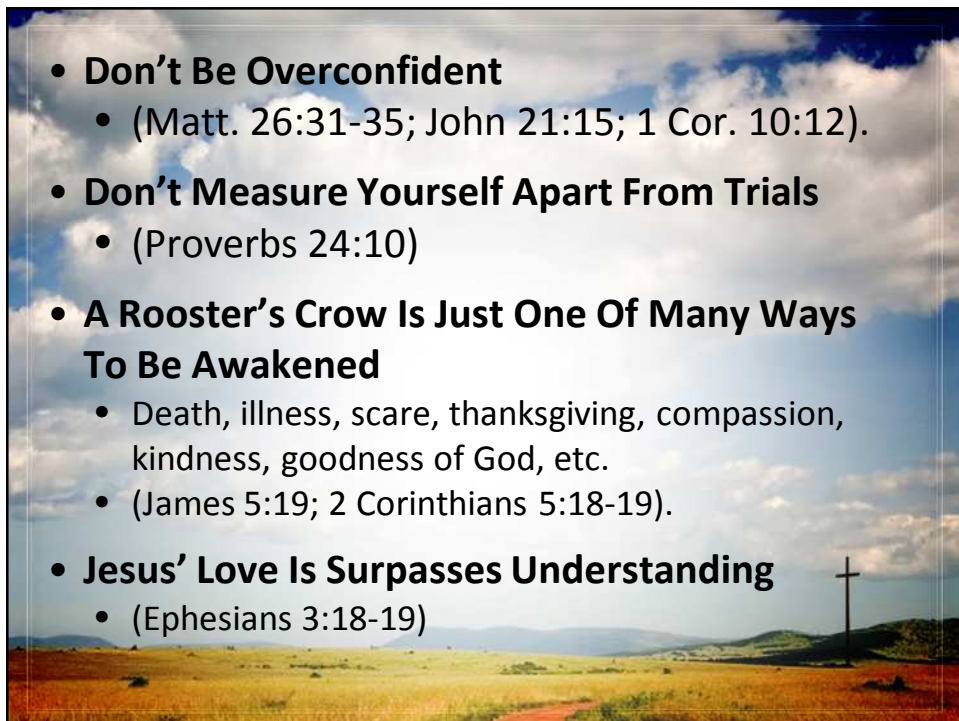 • Don’t Be Overconfident
• (Matt. 26:31-35; John 21:15; 1 Cor. 10:12).
• Don’t Measure Yourself Apart From Trials
• (Proverbs 24:10)
• A Rooster’s Crow Is Just One Of Many Ways
To Be Awakened
• Death, illness, scare, thanksgiving, compassion,
kindness, goodness of God, etc.
• (James 5:19; 2 Corinthians 5:18-19).
• Jesus’ Love Is Surpasses Understanding
• (Ephesians 3:18-19)